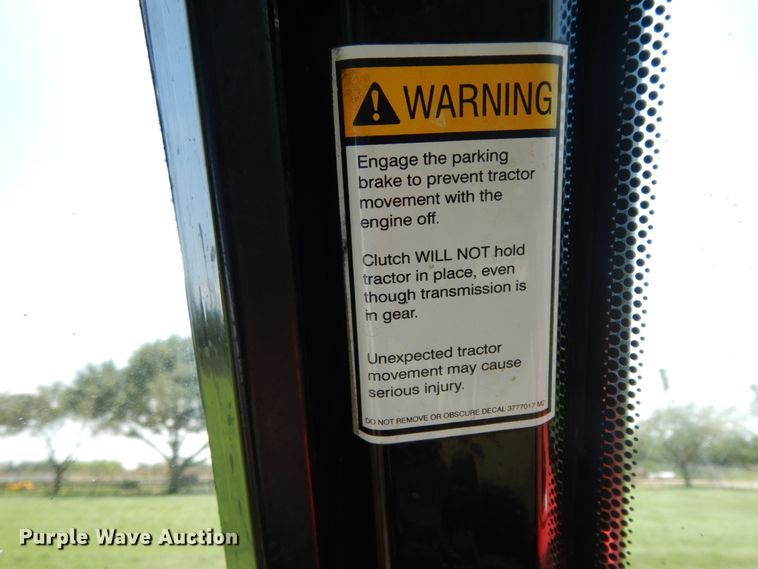 WARNING
Engage the parking
brake to prevent tractor
movement with the
engine off.
Clutch WILL NOT hold
tractor in place, even
though transmission is
in gear.
Unexpected tractor
movement may cause
serious injury.
DO NOT REMOVE OR OBSCURE DECAL 3777017 M2
Purple Wave Auction